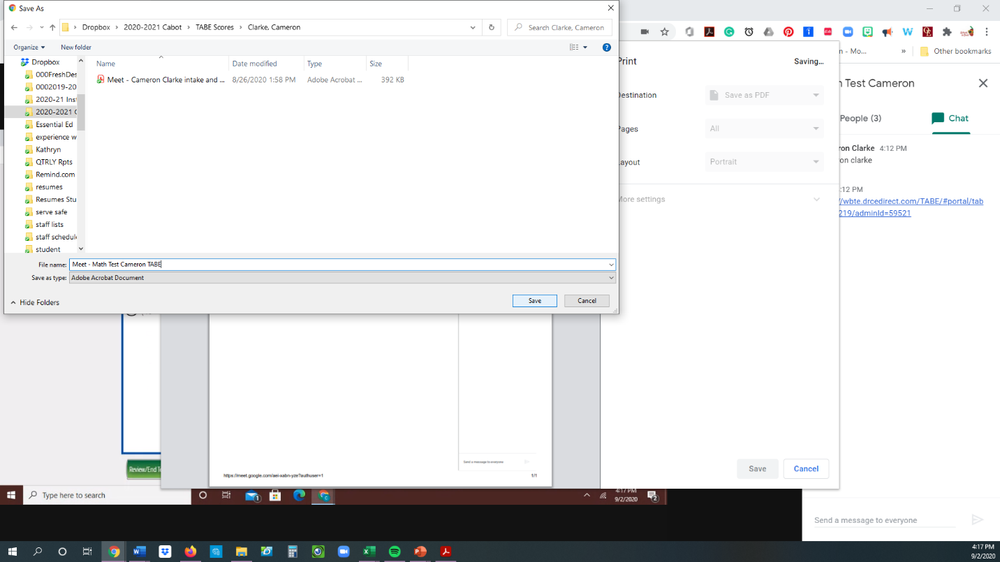 Save As
Dropbox > 2020-2021 Cabot > TABE Scores > Clarke, Cameron
Search Clarke, Cameron
Organize
New folder
Name
Date modified
Type
Size
Meet - Cameron Clarke intake and ...
8/26/2020 1:58 PM
Adobe Acrobat ...
392 KB
Dropbox
000FreshDes
0002019-20
2020-21 Inst
2020-2021 C
Essential Ed
experience w
Kathryn
QTRLY Rpts
Remind.com
resumes
Resumes Stu
serve safe
staff lists
staff schedul
student
File name:
Meet - Math Test Cameron TABE
Save as type:
Adobe Acrobat Document
Hide Folders
Save
Cancel
n - Mo...
»
Other bookmarks
Print
Saving...
Destination
Save as PDF
Pages
All
Layout
Portrait
More settings
Save
Cancel
Test Cameron
People (3)
Chat
ron Clarke 4:12 PM
on clarke
:12 PM
//wbte.drcedirect.com/TABE/#portal/tab
219/adminId=59521
Send a message to everyone
Review/End Te
Send a message to everyone
https://meet.google.com/aei-xabn-yze?authuser=1
1/1
Type here to search
1
4:17 PM
9/2/2020
2
4:17 PM
9/2/2020